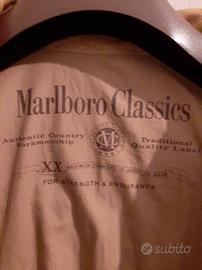 Marlboro Classics
Authentic Country Traditional
Workmanship Quality Label
XX
FOR STRENGTH & ENDURANCE
subito